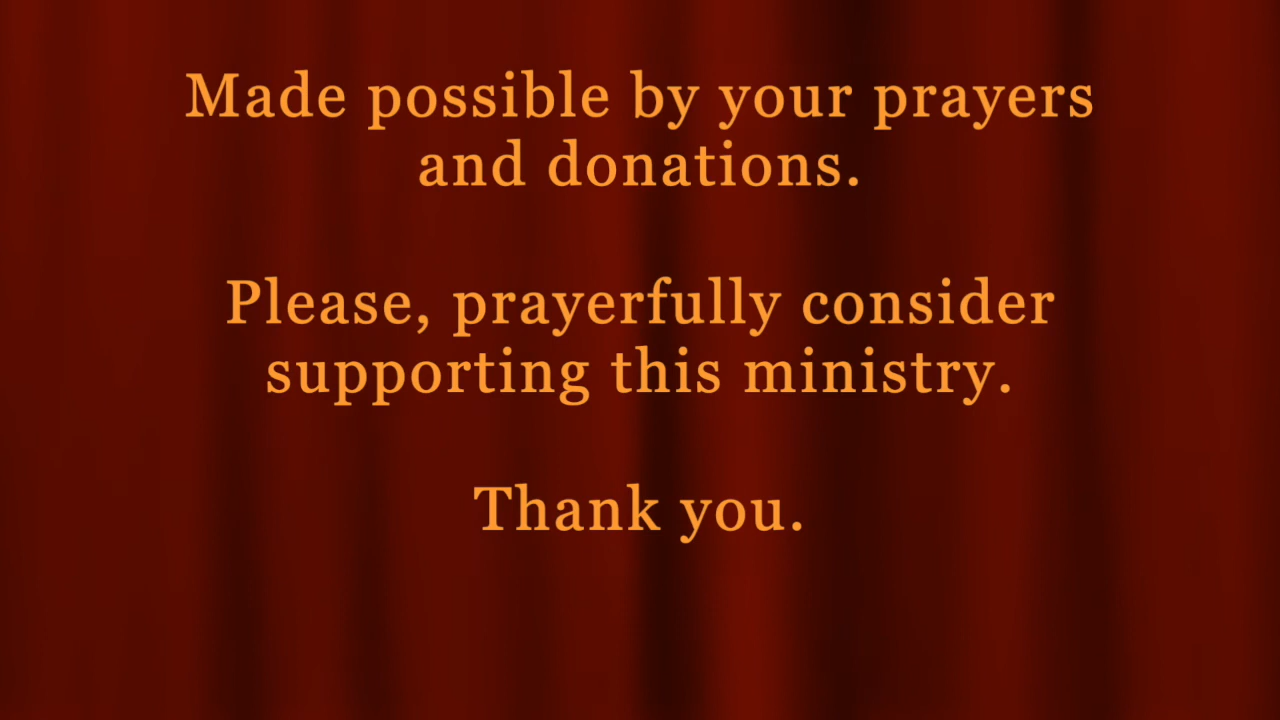 Made possible by your prayers
and donations.
Please, prayerfully consider
supporting this ministry.
Thank you.